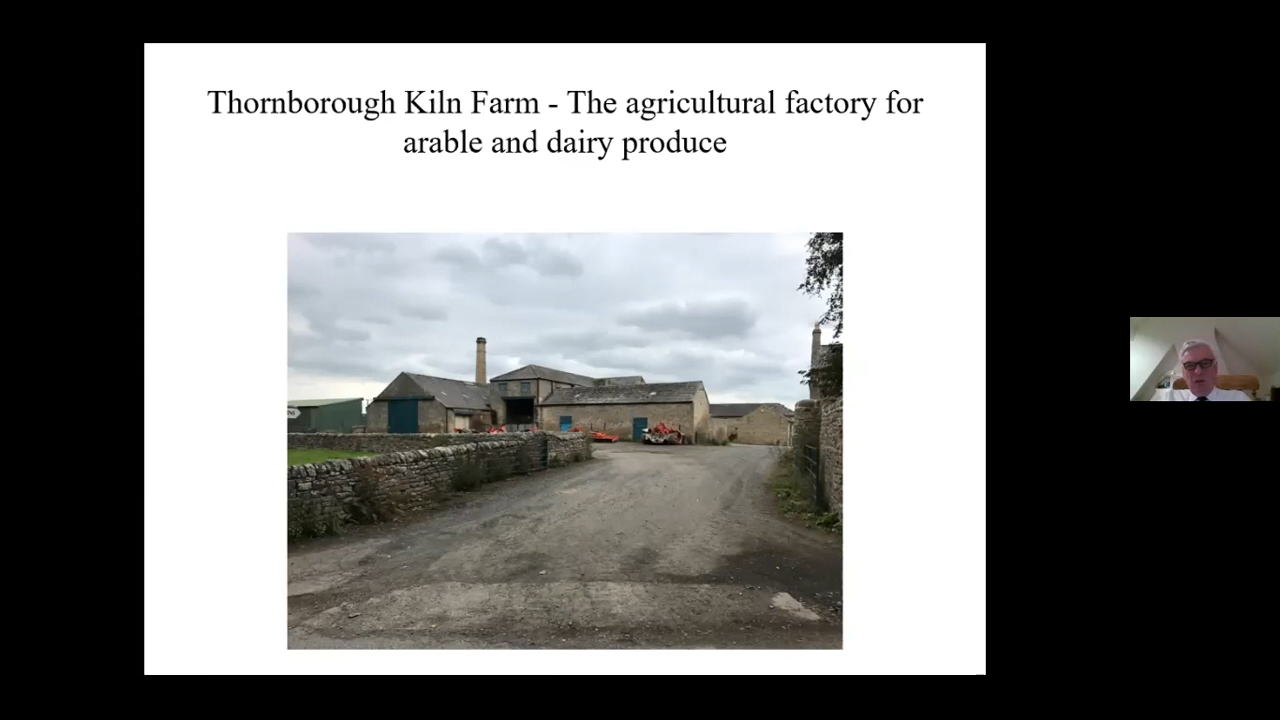 Thornborough Kiln Farm - The agricultural factory for
arable and dairy produce